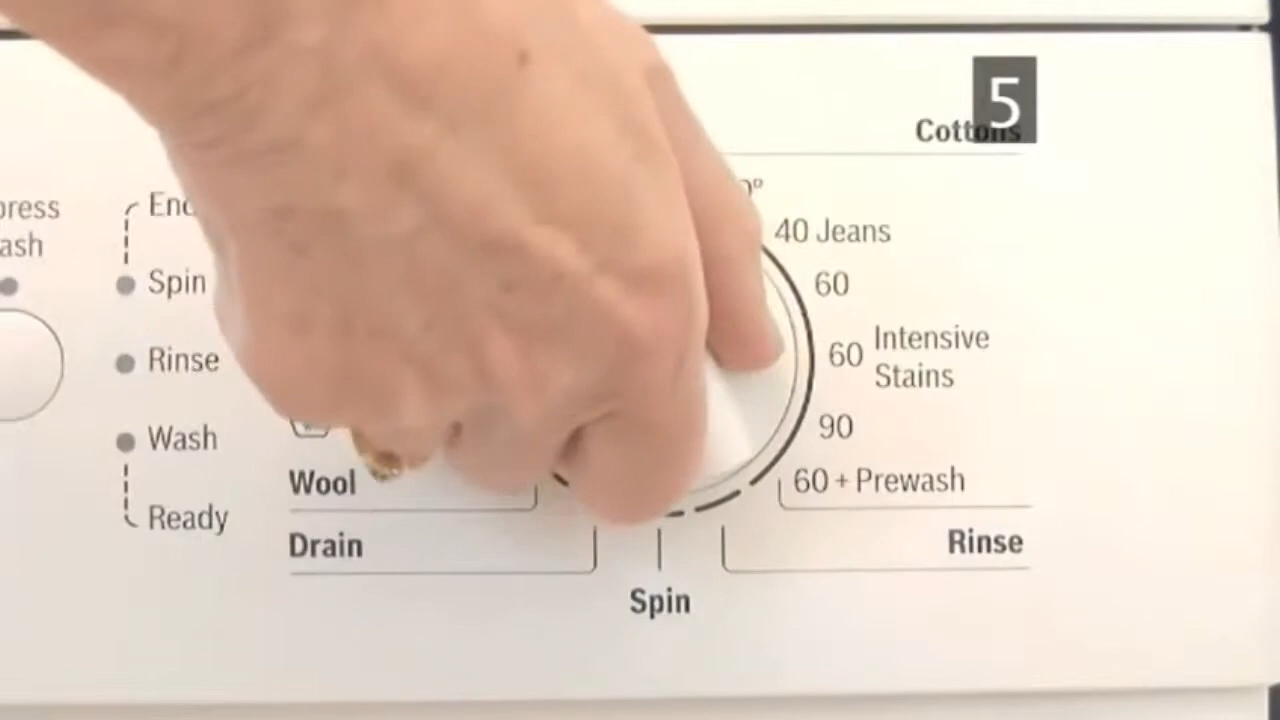 5
Cottons
40 Jeans
60
60 Intensive
Stains
90
60 + Prewash
Rinse
Spin
Wool
Drain
Spin
Rinse
Wash
Ready